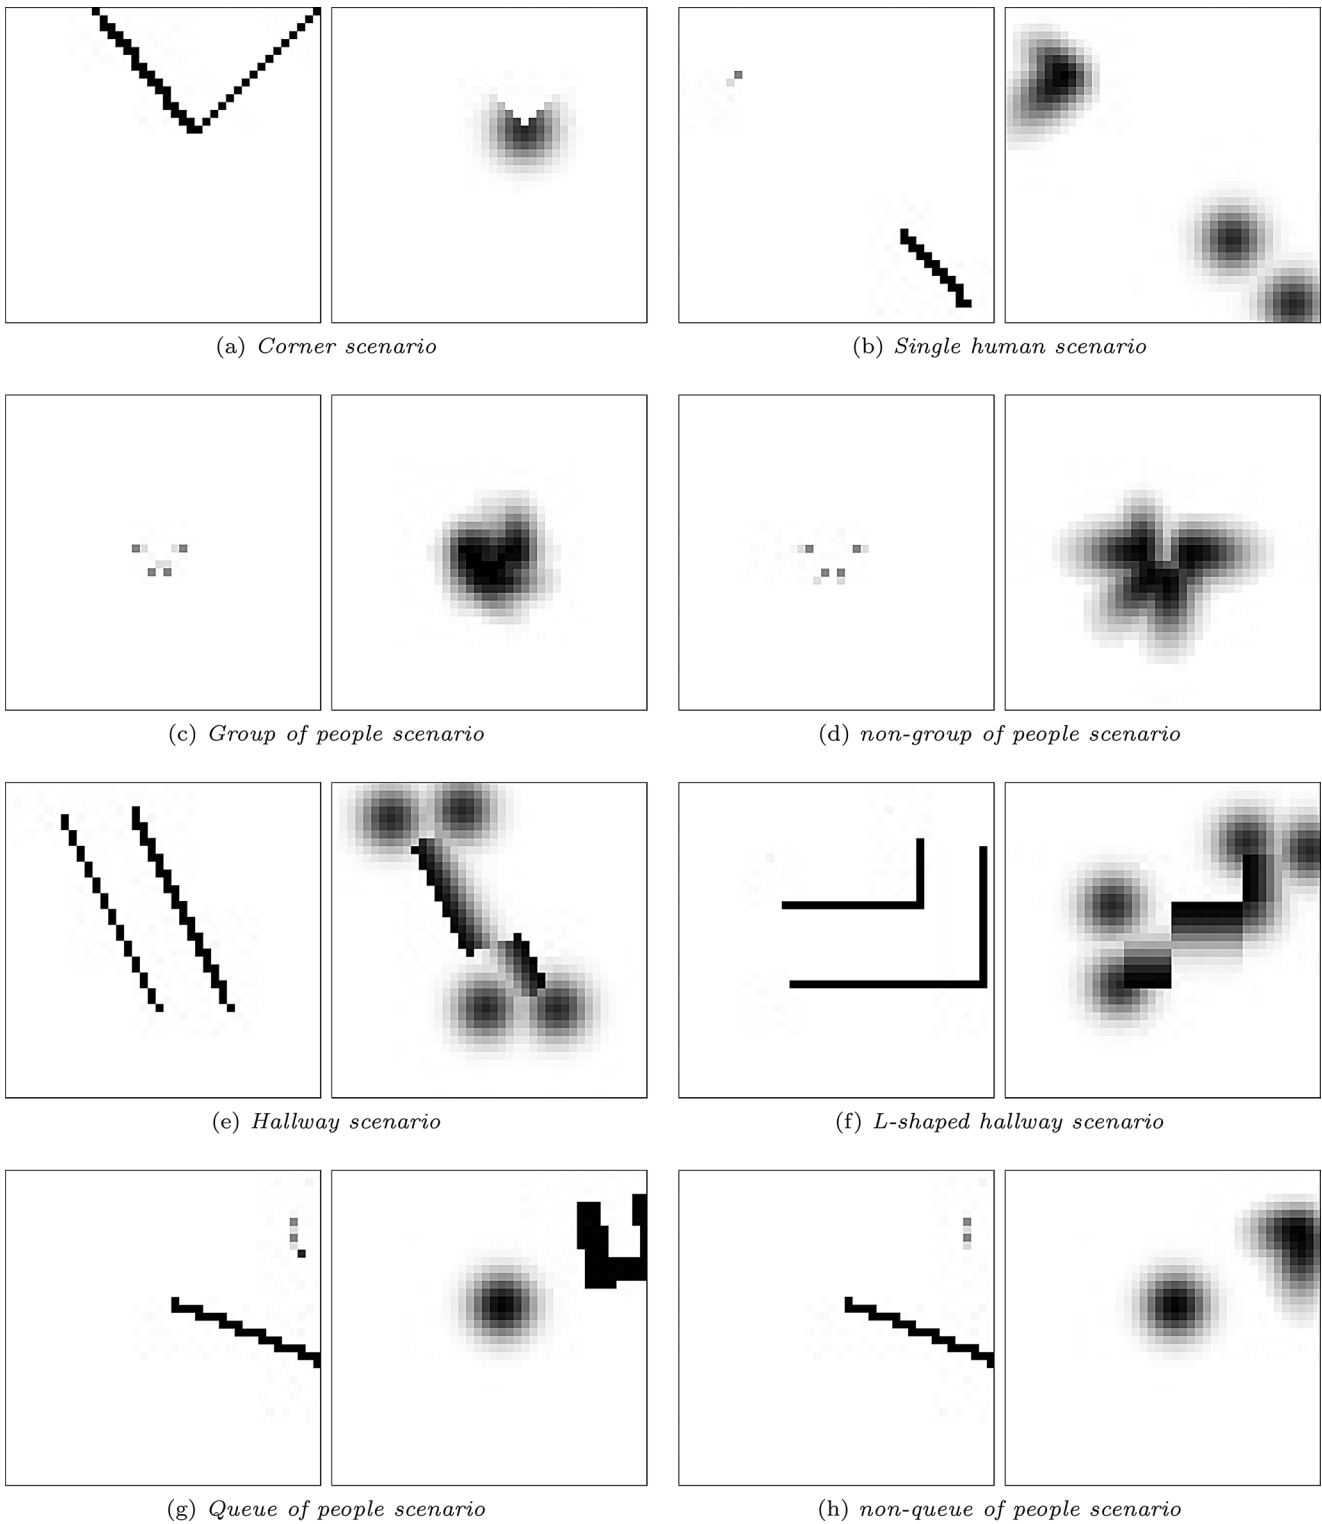 (a) Corner scenario
(b) Single human scenario
(c) Group of people scenario
(d) non-group of people scenario
(e) Hallway scenario
(f) L-shaped hallway scenario
(g) Queue of people scenario
(h) non-queue of people scenario